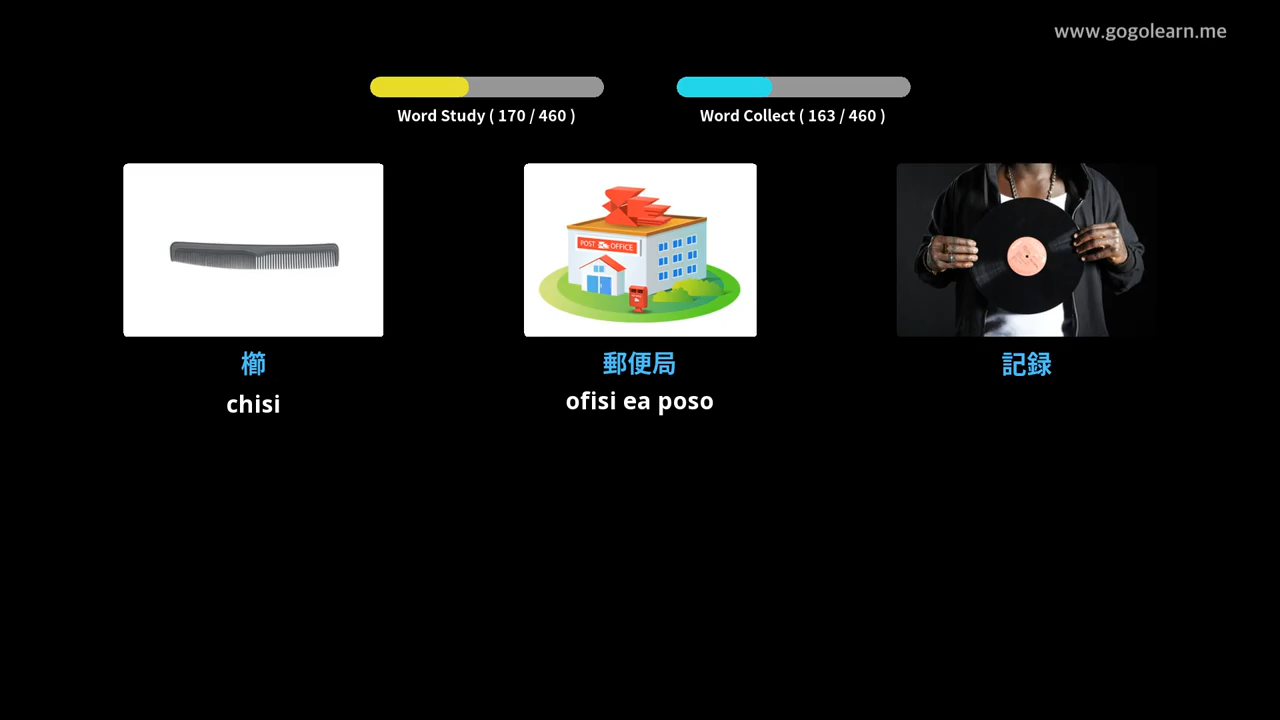 www.gogolearn.me
Word Study ( 170 / 460 )
Word Collect ( 163 / 460 )
POST OFFICE
櫛
郵便局
記録
chisi
ofisi ea poso